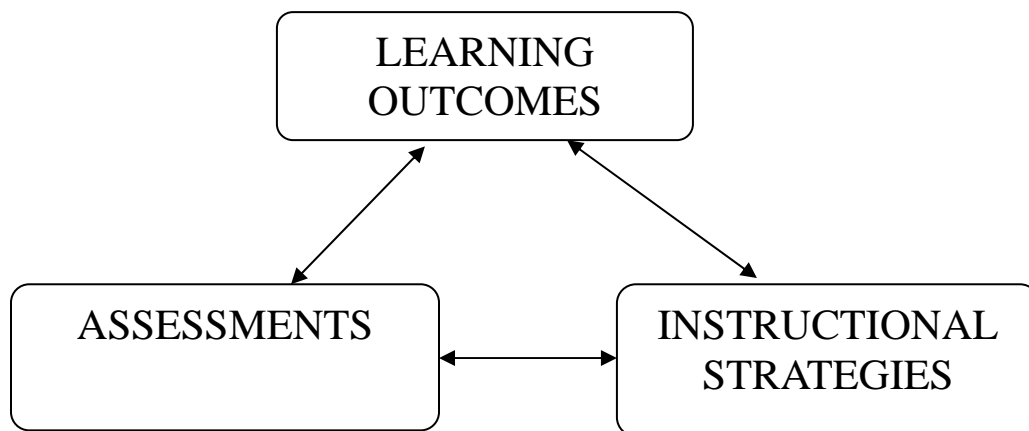 LEARNING
OUTCOMES
ASSESSMENTS
INSTRUCTIONAL
STRATEGIES